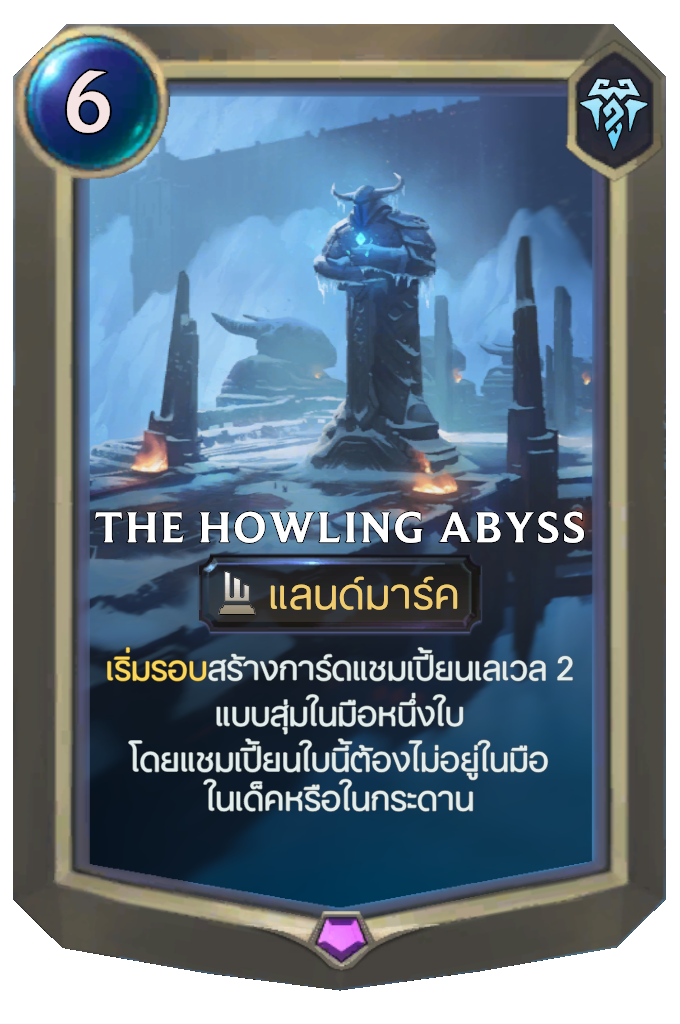 6
THE HOWLING ABYSS
แลนด์มาร์ค
เริ่มรอบสร้างการ์ดแชมเปี้ยนเลเวล 2
แบบสุ่มในมือหนึ่งใบ
โดยแชมเปี้ยนใบนี้ต้องไม่อยู่ในมือ
ในเด็คหรือในกระดาน